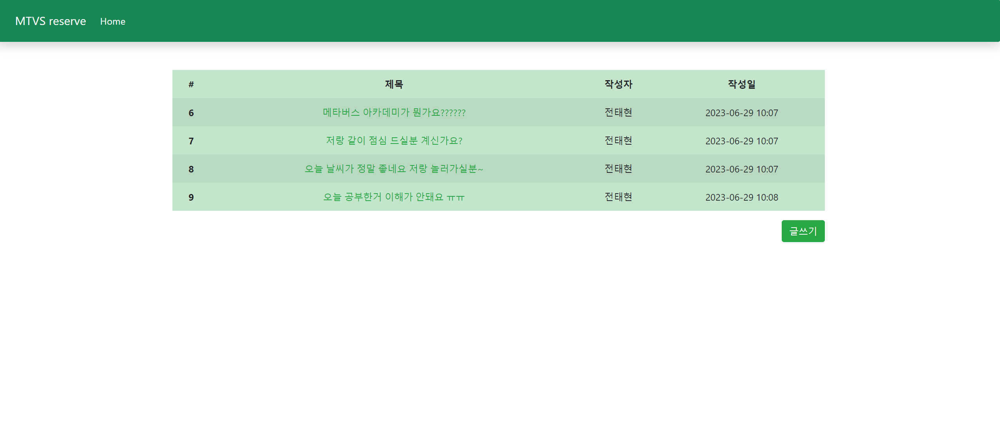 MTVS reserve Home
# 제목 작성자 작성일
6 메타버스 아카데미가 뭔가요?????? 전태현 2023-06-29 10:07
7 저랑 같이 점심 드실분 계신가요? 전태현 2023-06-29 10:07
8 오늘 날씨가 정말 좋네요 저랑 놀러가실분~ 전태현 2023-06-29 10:07
9 오늘 공부한거 이해가 안돼요 ㅠㅠ 전태현 2023-06-29 10:08
글쓰기